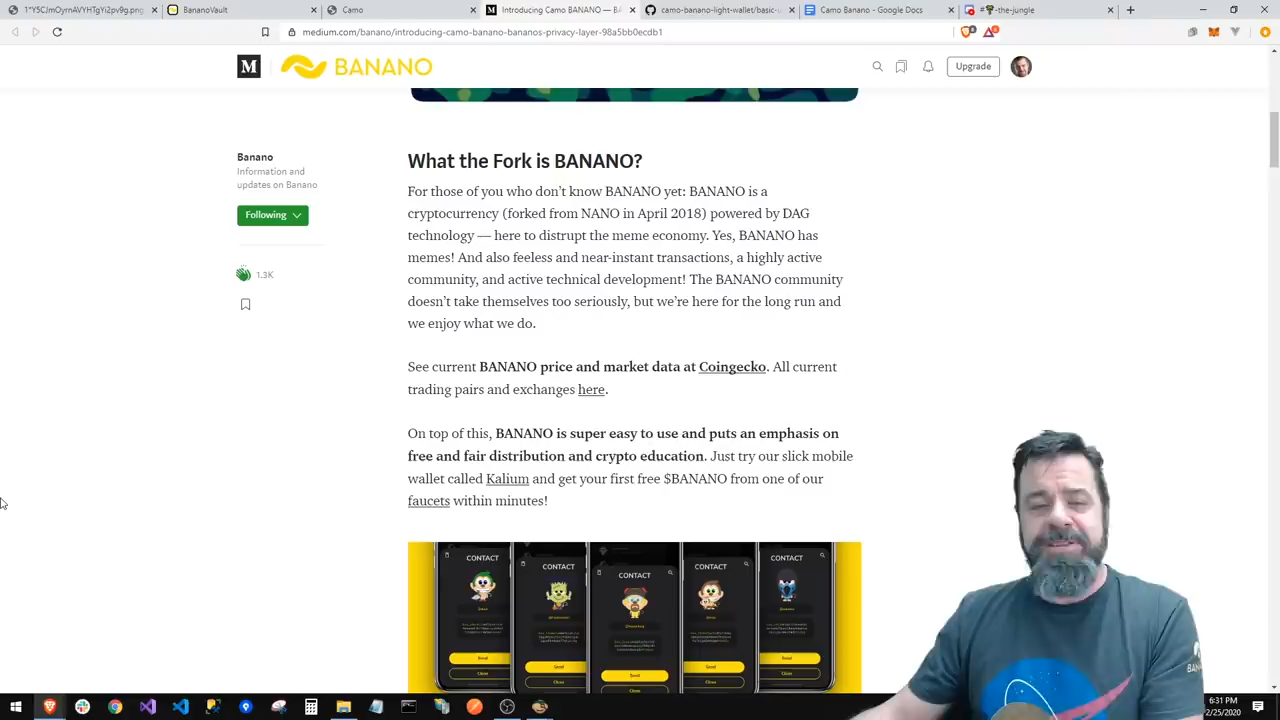 1*Y5CJmOyrnAVYHTgYi2pv9g.png
BananoVault
Camo
Introducing Camo BANANO — BA
camo-banano-light-wallet/basic-
Camo Banano - Google Docs
the-jungle
medium.com/banano/introducing-camo-banano-bananos-privacy-layer-98a5bb0ecdb1
M
BANANO
Upgrade
What the Fork is BANANO?
Banano
Information and
updates on Banano
Following
1.3K
For those of you who don't know BANANO yet: BANANO is a
cryptocurrency (forked from NANO in April 2018) powered by DAG
technology — here to distrupt the meme economy. Yes, BANANO has
memes! And also feeless and near-instant transactions, a highly active
community, and active technical development! The BANANO community
doesn't take themselves too seriously, but we're here for the long run and
we enjoy what we do.
See current BANANO price and market data at Coingecko. All current
trading pairs and exchanges here.
On top of this, BANANO is super easy to use and puts an emphasis on
free and fair distribution and crypto education. Just try our slick mobile
wallet called Kalium and get your first free $BANANO from one of our
faucets within minutes!
CONTACT
CONTACT
CONTACT
CONTACT
CONTACT
Send
Close
Send
Close
Send
Close
Send
Close
Send
Close
6:31 PM
2/25/2020